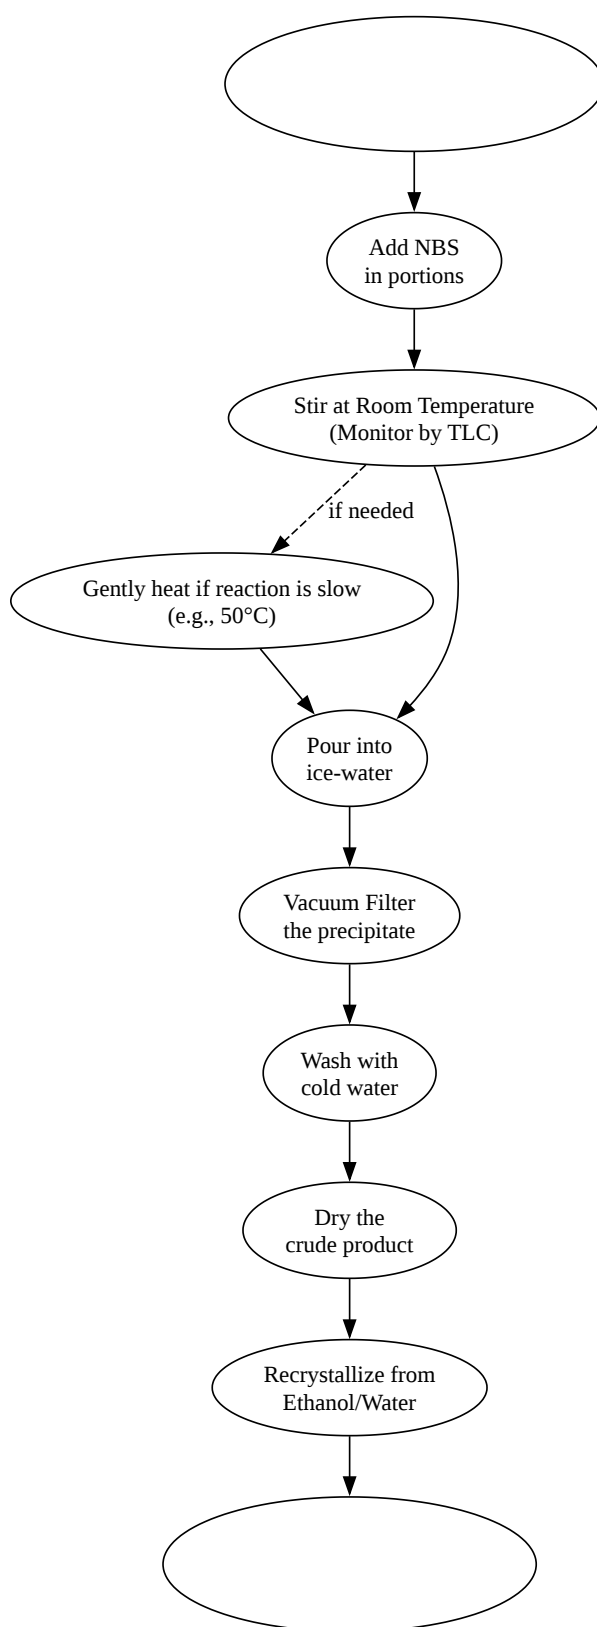 Add NBS
in portions
Stir at Room Temperature
(Monitor by TLC)
if needed
Gently heat if reaction is slow
(e.g., 50°C)
Pour into
ice-water
Vacuum Filter
the precipitate
Wash with
cold water
Dry the
crude product
Recrystallize from
Ethanol/Water